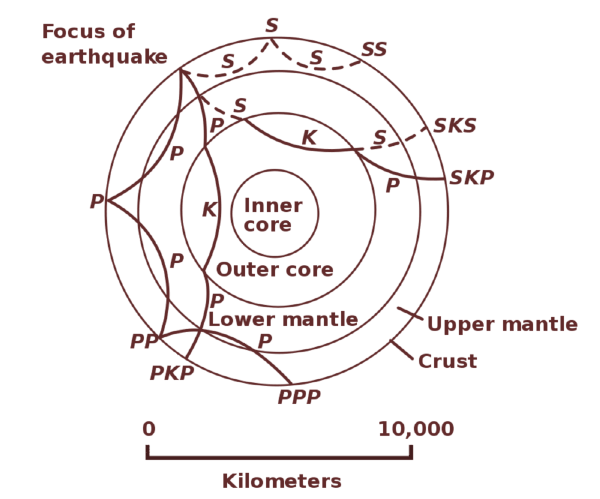 S
Focus of
earthquake
S
S
SS
S
P
S
SKS
K
P
P
SKP
P
K
Inner
core
P
Outer core
P
Lower mantle
Upper mantle
PP
P
Crust
PKP
PPP
0
10,000
Kilometers